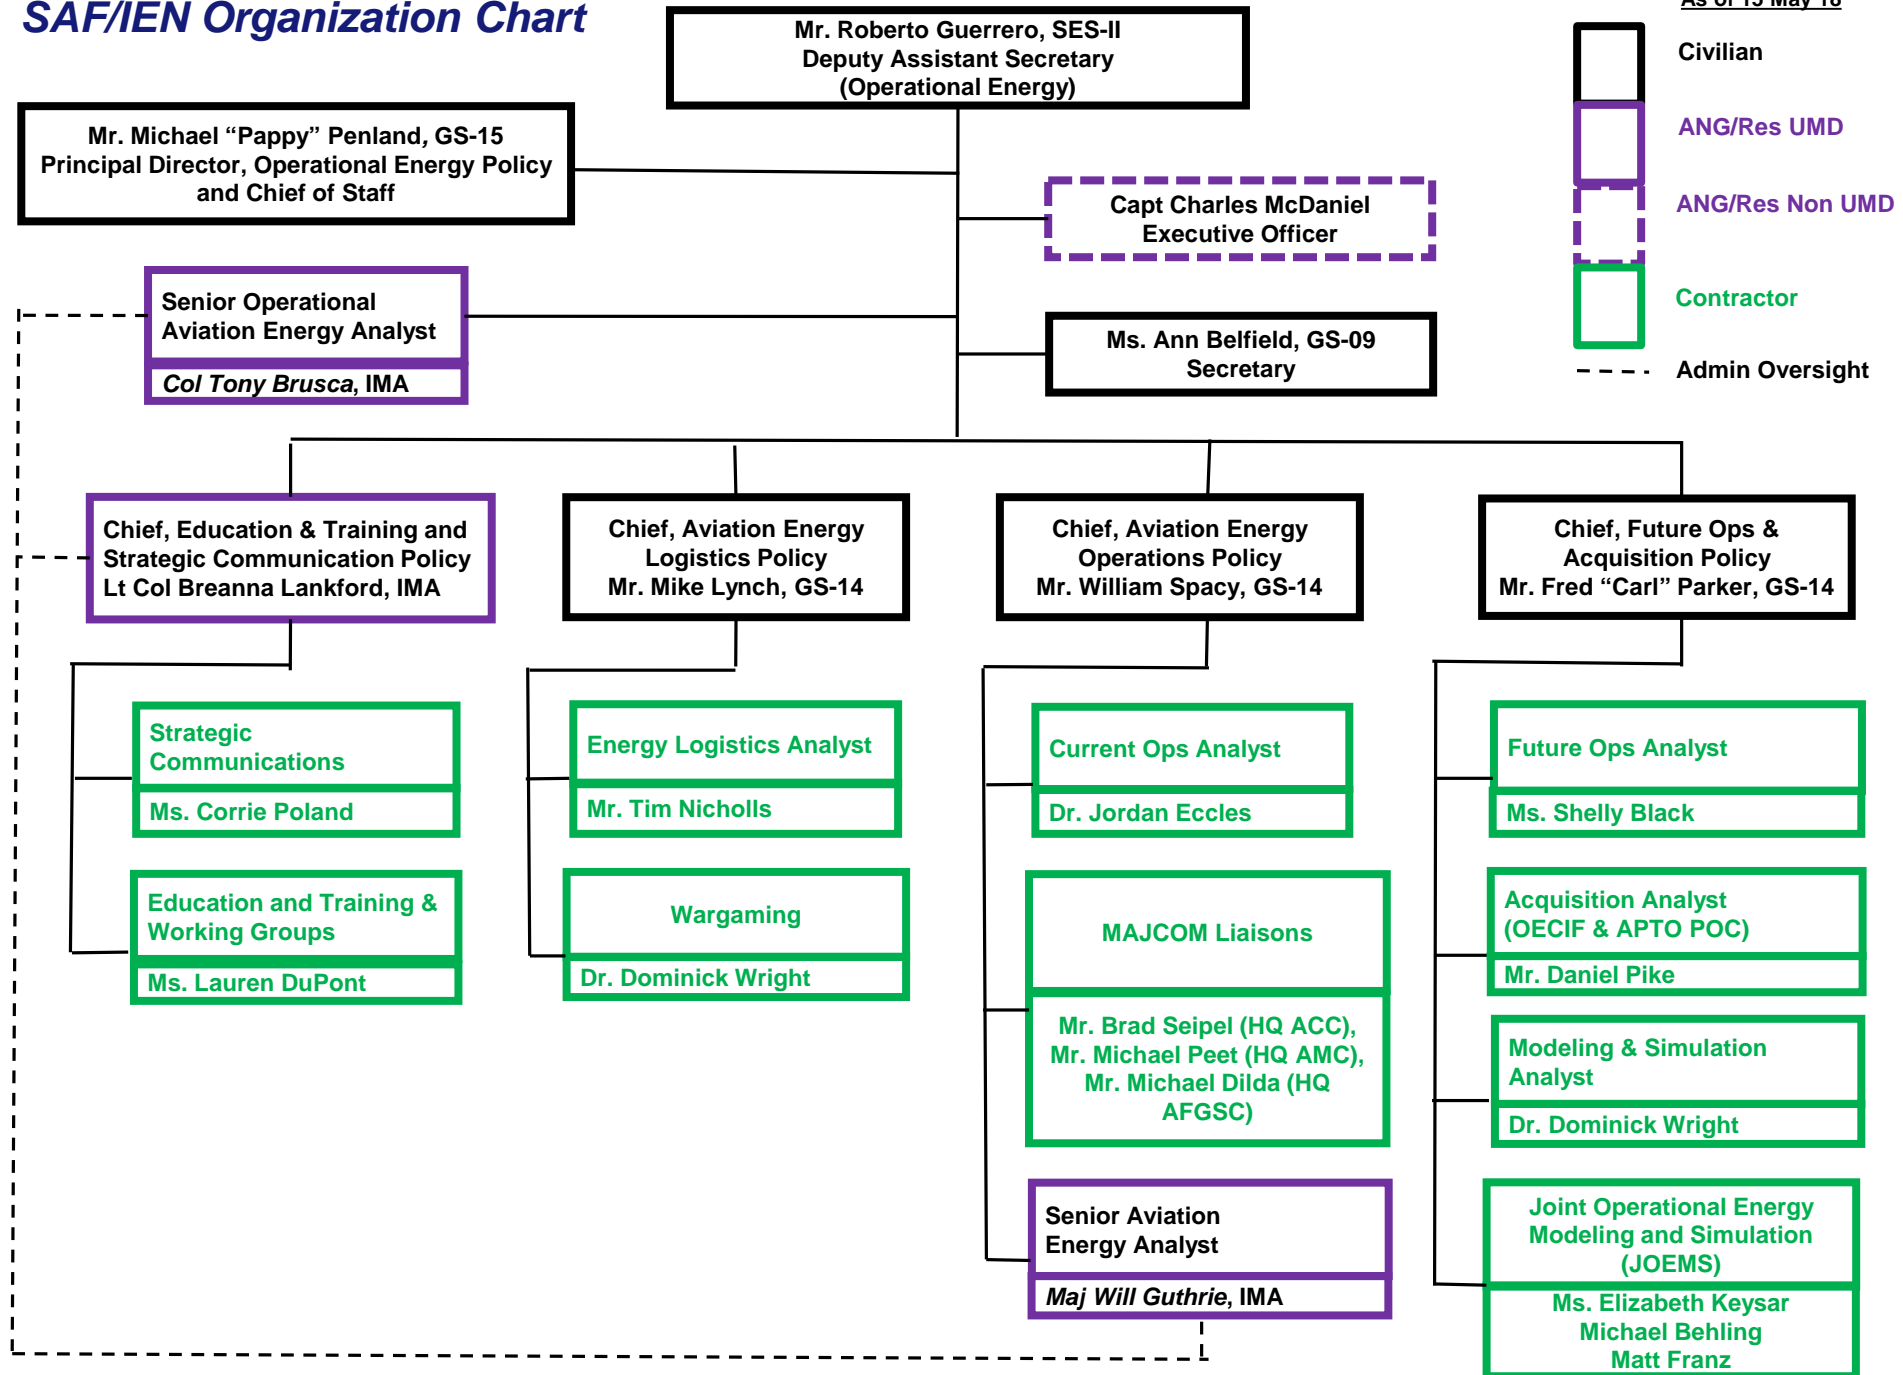 SAF/IEN Organization Chart
As of 15 May 18
Mr. Roberto Guerrero, SES-II
Deputy Assistant Secretary
(Operational Energy)
Civilian
ANG/Res UMD
ANG/Res Non UMD
Contractor
Admin Oversight
Mr. Michael “Pappy” Penland, GS-15
Principal Director, Operational Energy Policy
and Chief of Staff
Capt Charles McDaniel
Executive Officer
Senior Operational
Aviation Energy Analyst
Col Tony Brusca, IMA
Ms. Ann Belfield, GS-09
Secretary
Chief, Education & Training and
Strategic Communication Policy
Lt Col Breanna Lankford, IMA
Chief, Aviation Energy
Logistics Policy
Mr. Mike Lynch, GS-14
Chief, Aviation Energy
Operations Policy
Mr. William Spacy, GS-14
Chief, Future Ops &
Acquisition Policy
Mr. Fred “Carl” Parker, GS-14
Strategic
Communications
Ms. Corrie Poland
Education and Training &
Working Groups
Ms. Lauren DuPont
Energy Logistics Analyst
Mr. Tim Nicholls
Wargaming
Dr. Dominick Wright
Current Ops Analyst
Dr. Jordan Eccles
MAJCOM Liaisons
Mr. Brad Seipel (HQ ACC),
Mr. Michael Peet (HQ AMC),
Mr. Michael Dilda (HQ
AFGSC)
Senior Aviation
Energy Analyst
Maj Will Guthrie, IMA
Future Ops Analyst
Ms. Shelly Black
Acquisition Analyst
(OECIF & APTO POC)
Mr. Daniel Pike
Modeling & Simulation
Analyst
Dr. Dominick Wright
Joint Operational Energy
Modeling and Simulation
(JOEMS)
Ms. Elizabeth Keysar
Michael Behling
Matt Franz